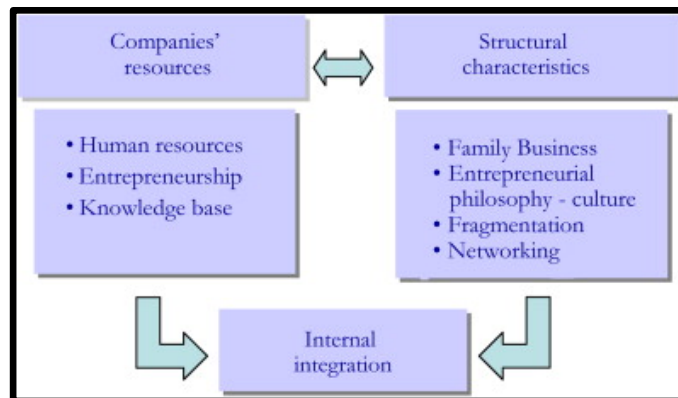 Companies’
resources
Structural
characteristics
• Human resources
• Entrepreneurship
• Knowledge base
• Family Business
• Entrepreneurial
philosophy - culture
• Fragmentation
• Networking
Internal
integration